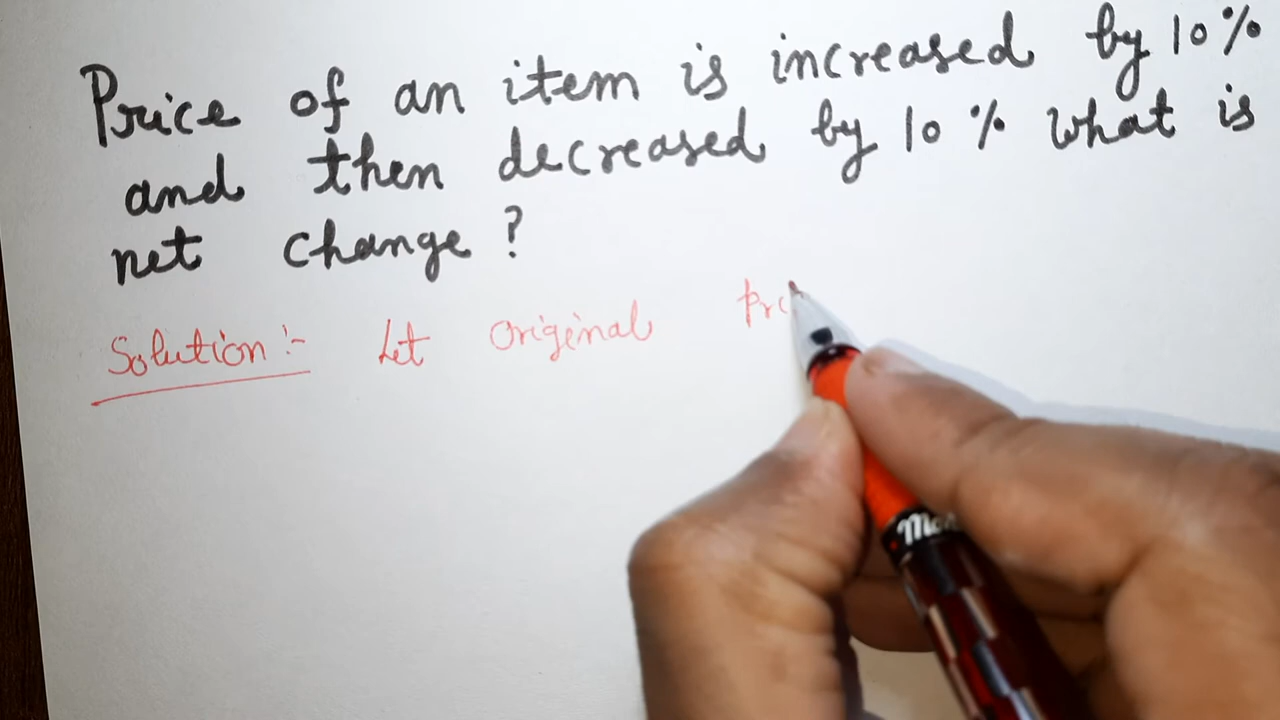 Price of an item is increased by 10%
and then decreased by 10% what is
net change?
Solution:- Let Original